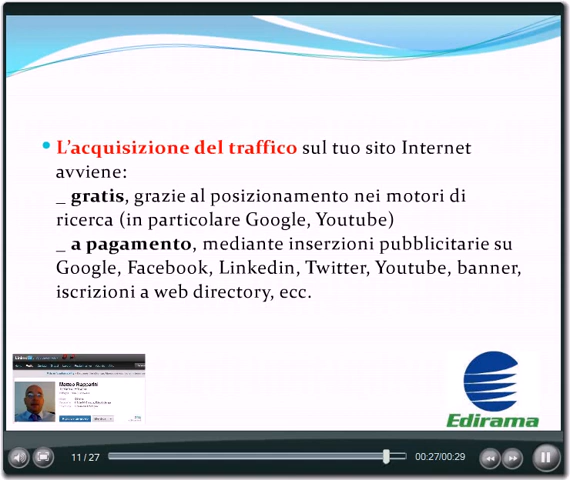 • L'acquisizione del traffico sul tuo sito Internet
avviene:
_ gratis, grazie al posizionamento nei motori di
ricerca (in particolare Google, Youtube)
_ a pagamento, mediante inserzioni pubblicitarie su
Google, Facebook, Linkedin, Twitter, Youtube, banner,
iscrizioni a web directory, ecc.
Matteo Rupparini
Edirama
11 / 27
00:27/00:29